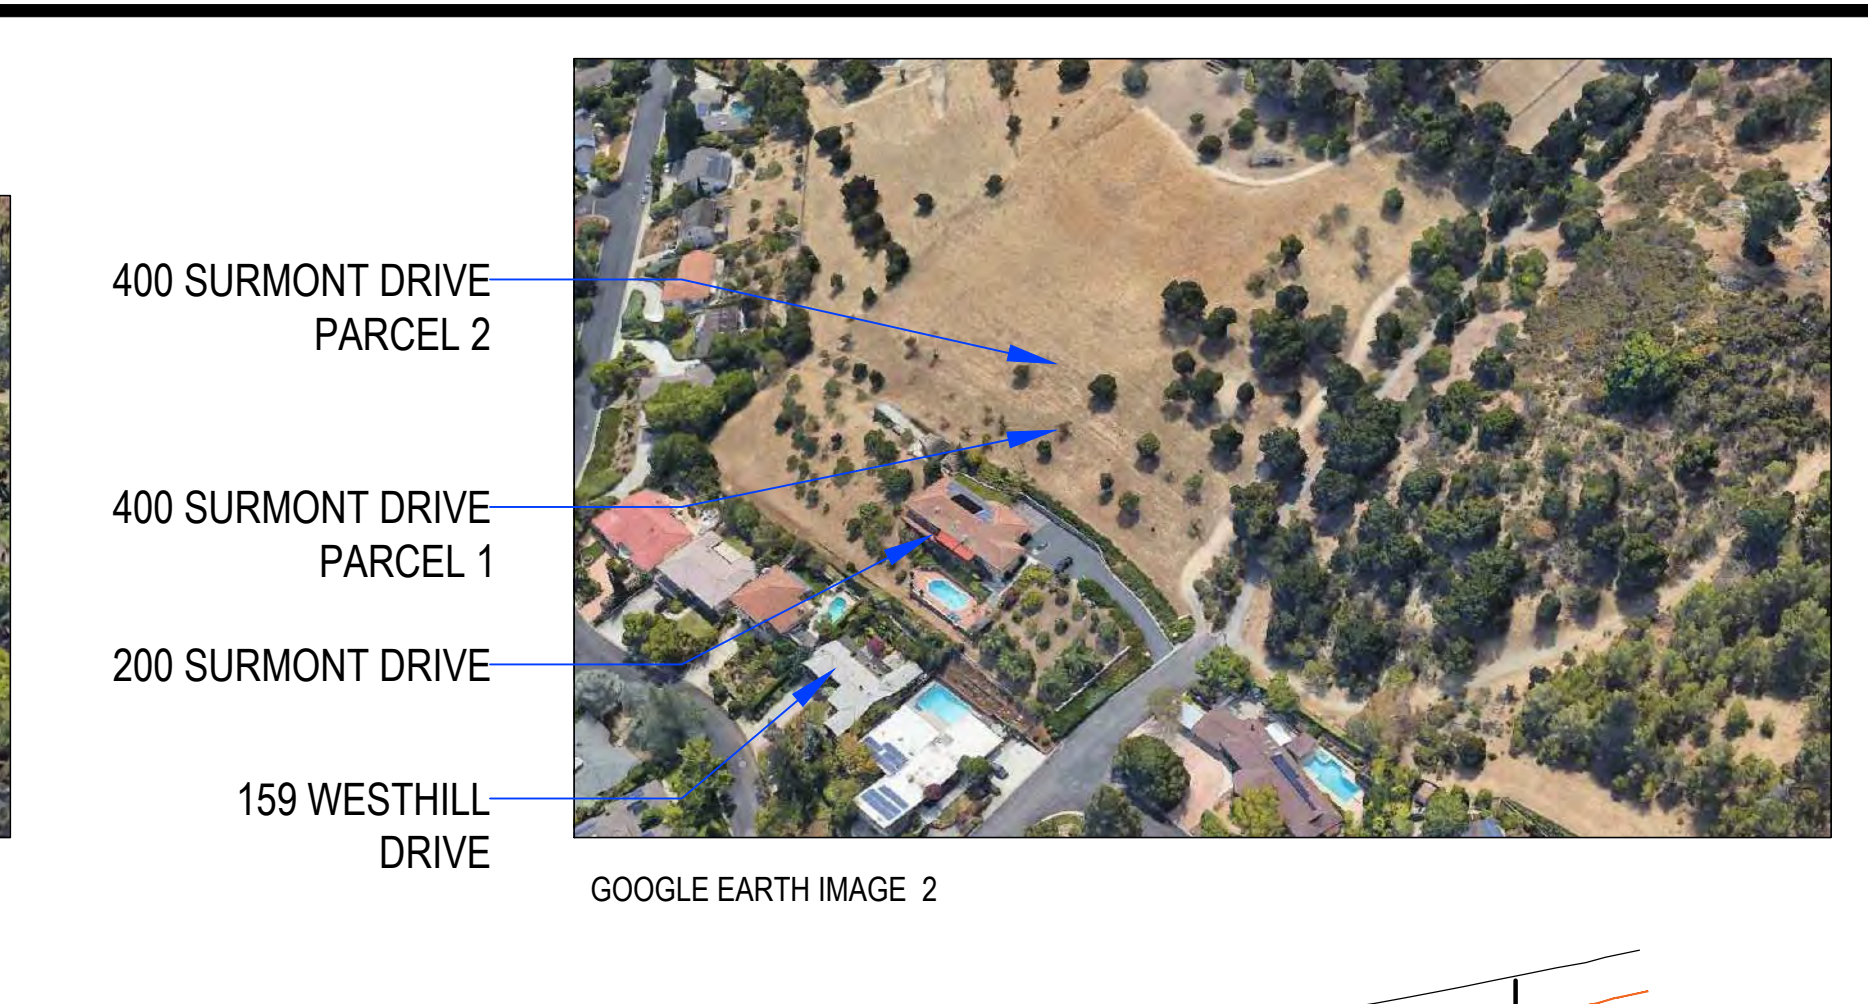 400 SURMONT DRIVE
PARCEL 2
400 SURMONT DRIVE
PARCEL 1
200 SURMONT DRIVE
159 WESTHILL
DRIVE
GOOGLE EARTH IMAGE 2